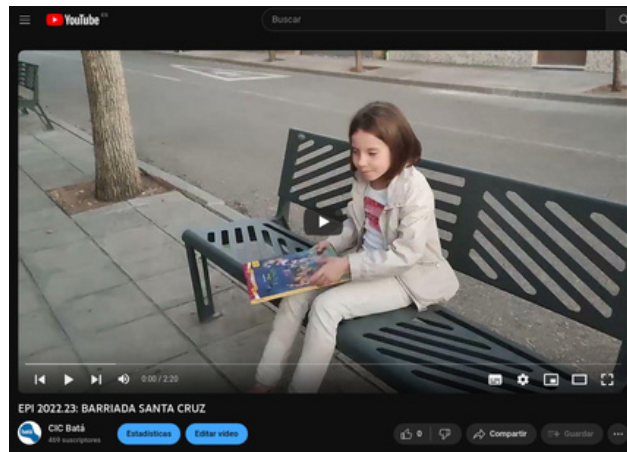 YouTube ES
Buscar
0:00 / 2:20
EPI 2022.23: BARRIADA SANTA CRUZ
CIC Batá
469 suscriptores
Estadísticas
Editar vídeo
0
Compartir
Guardar